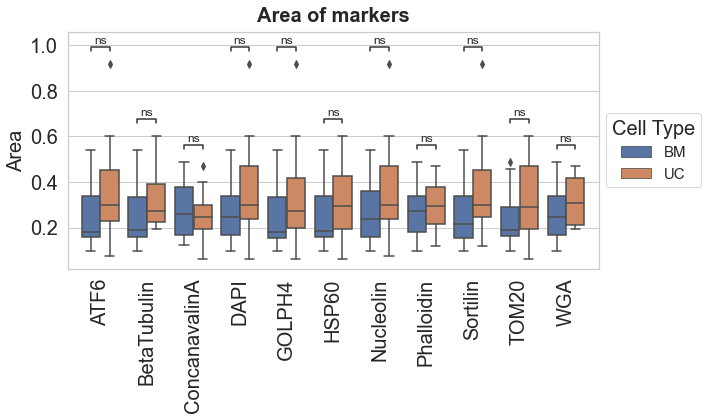 Area of markers
Area
1.0
0.8
0.6
0.4
0.2
ns
ns
ns
ns
ns
ns
ns
ns
ns
ns
ns
ATF6
BetaTubulin
ConcanavalinA
DAPI
GOLPH4
HSP60
Nucleolin
Phalloidin
Sortilin
TOM20
WGA
Cell Type
BM
UC